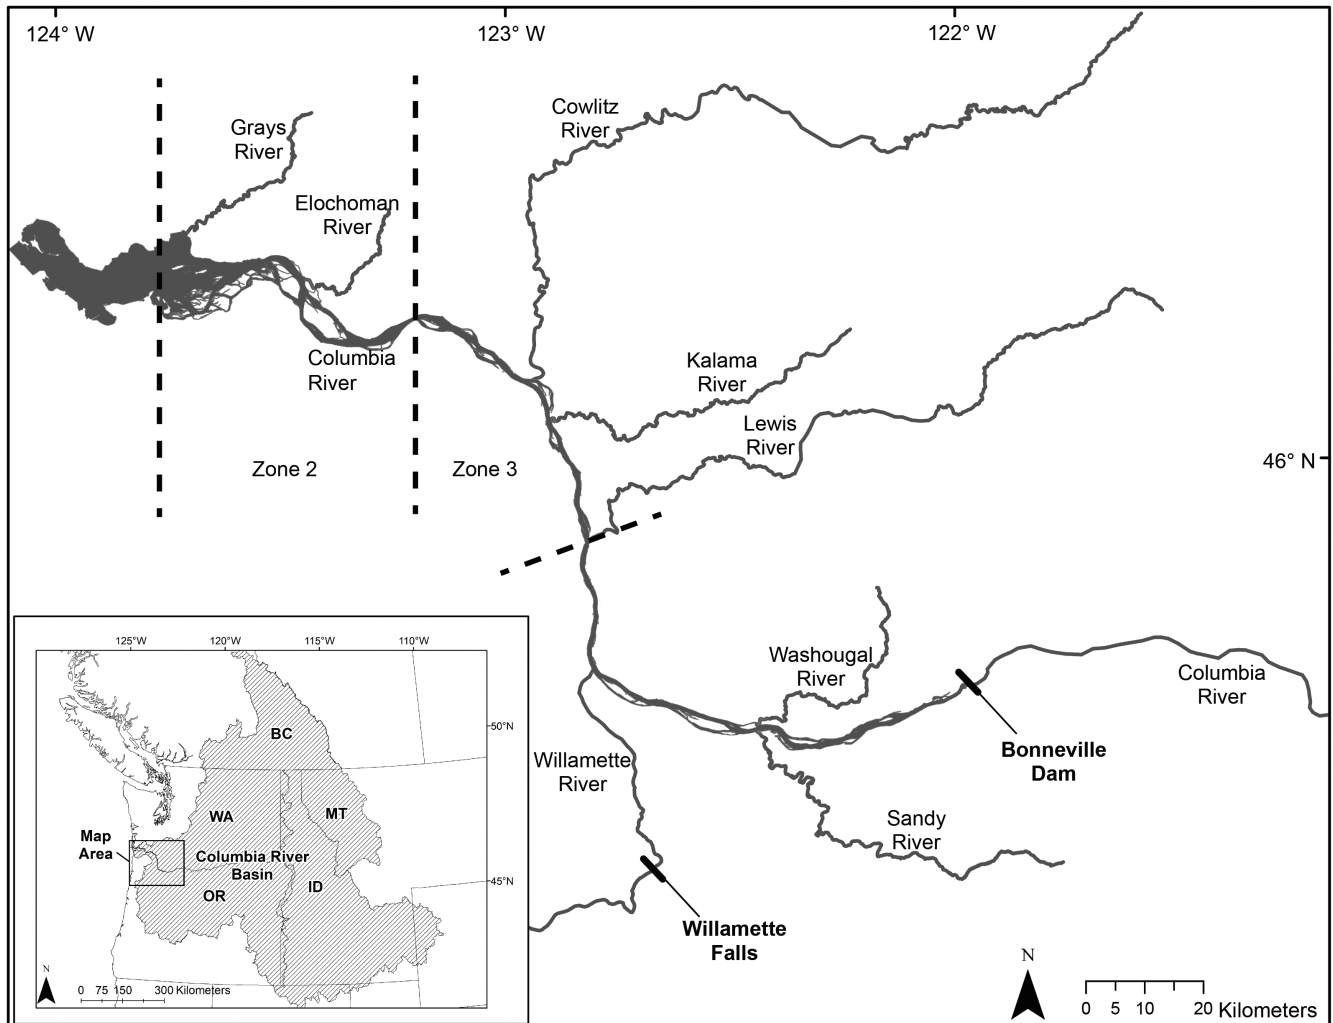 124° W
123° W
122° W
Cowlitz
River
Grays
River
Elochoman
River
Columbia
River
Kalama
River
Lewis
River
46° N
Zone 2
Zone 3
Washougal
River
Columbia
River
Bonneville
Dam
Willamette
River
Sandy
River
Willamette
Falls
N
0 5 10 20 Kilometers
125°W
120°W
115°W
110°W
50°N
BC
WA
MT
Map
Area
Columbia River
Basin
OR
ID
45°N
N
0 75 150 300 Kilometers